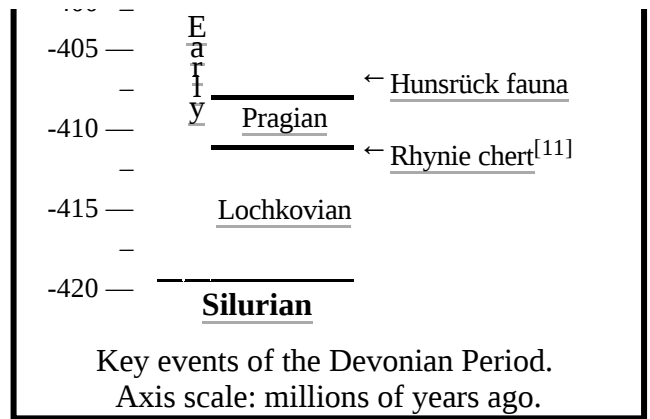 -405 —
Early
–
← Hunsrück fauna
Pragian
-410 —
← Rhynie chert[11]
–
-415 —
Lochkovian
–
-420 —
Silurian
Key events of the Devonian Period.
Axis scale: millions of years ago.